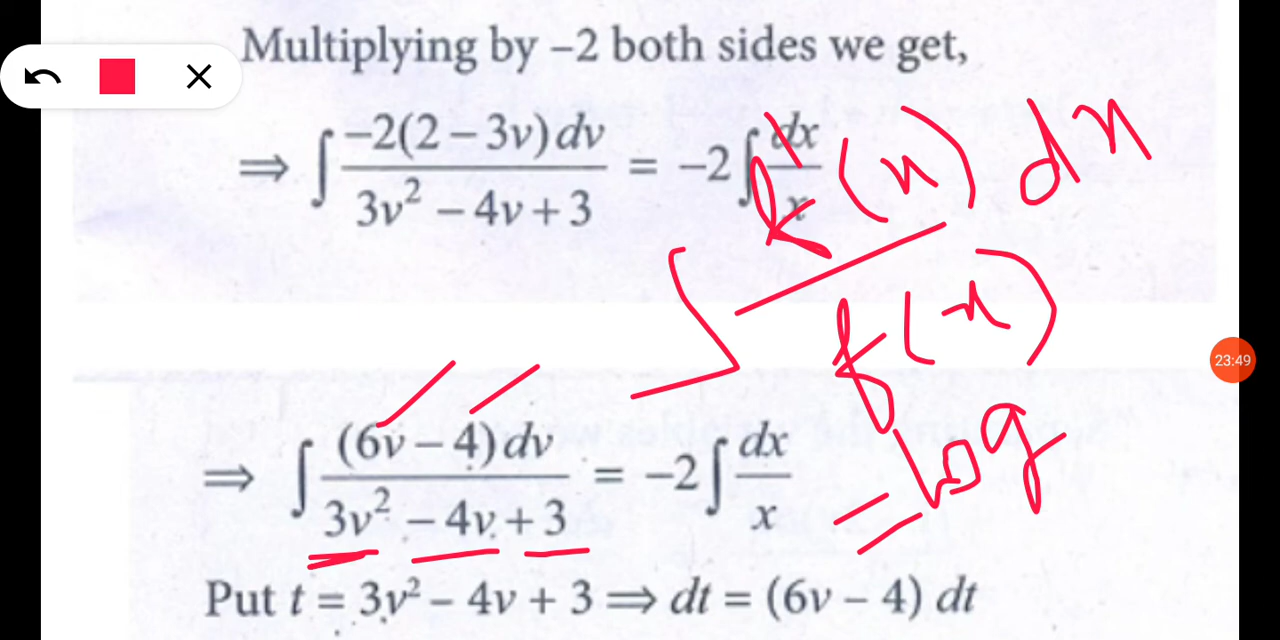 Multiplying by –2 both sides we get,
⇒ ∫ −2(2 − 3v) dv / 3v² − 4v + 3 = −2 ∫ dx / x
∫ f'(x) dx / f(x)
= log
23:49
⇒ ∫ (6v − 4) dv / 3v² − 4v + 3 = −2 ∫ dx / x
Put t = 3v² − 4v + 3 ⇒ dt = (6v − 4) dt